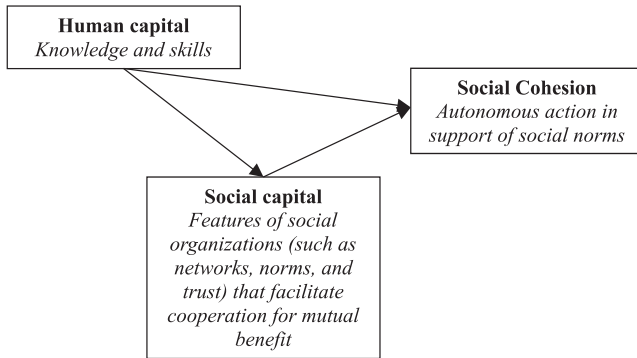 Human capital
Knowledge and skills
Social Cohesion
Autonomous action in
support of social norms
Social capital
Features of social
organizations (such as
networks, norms, and
trust) that facilitate
cooperation for mutual
benefit